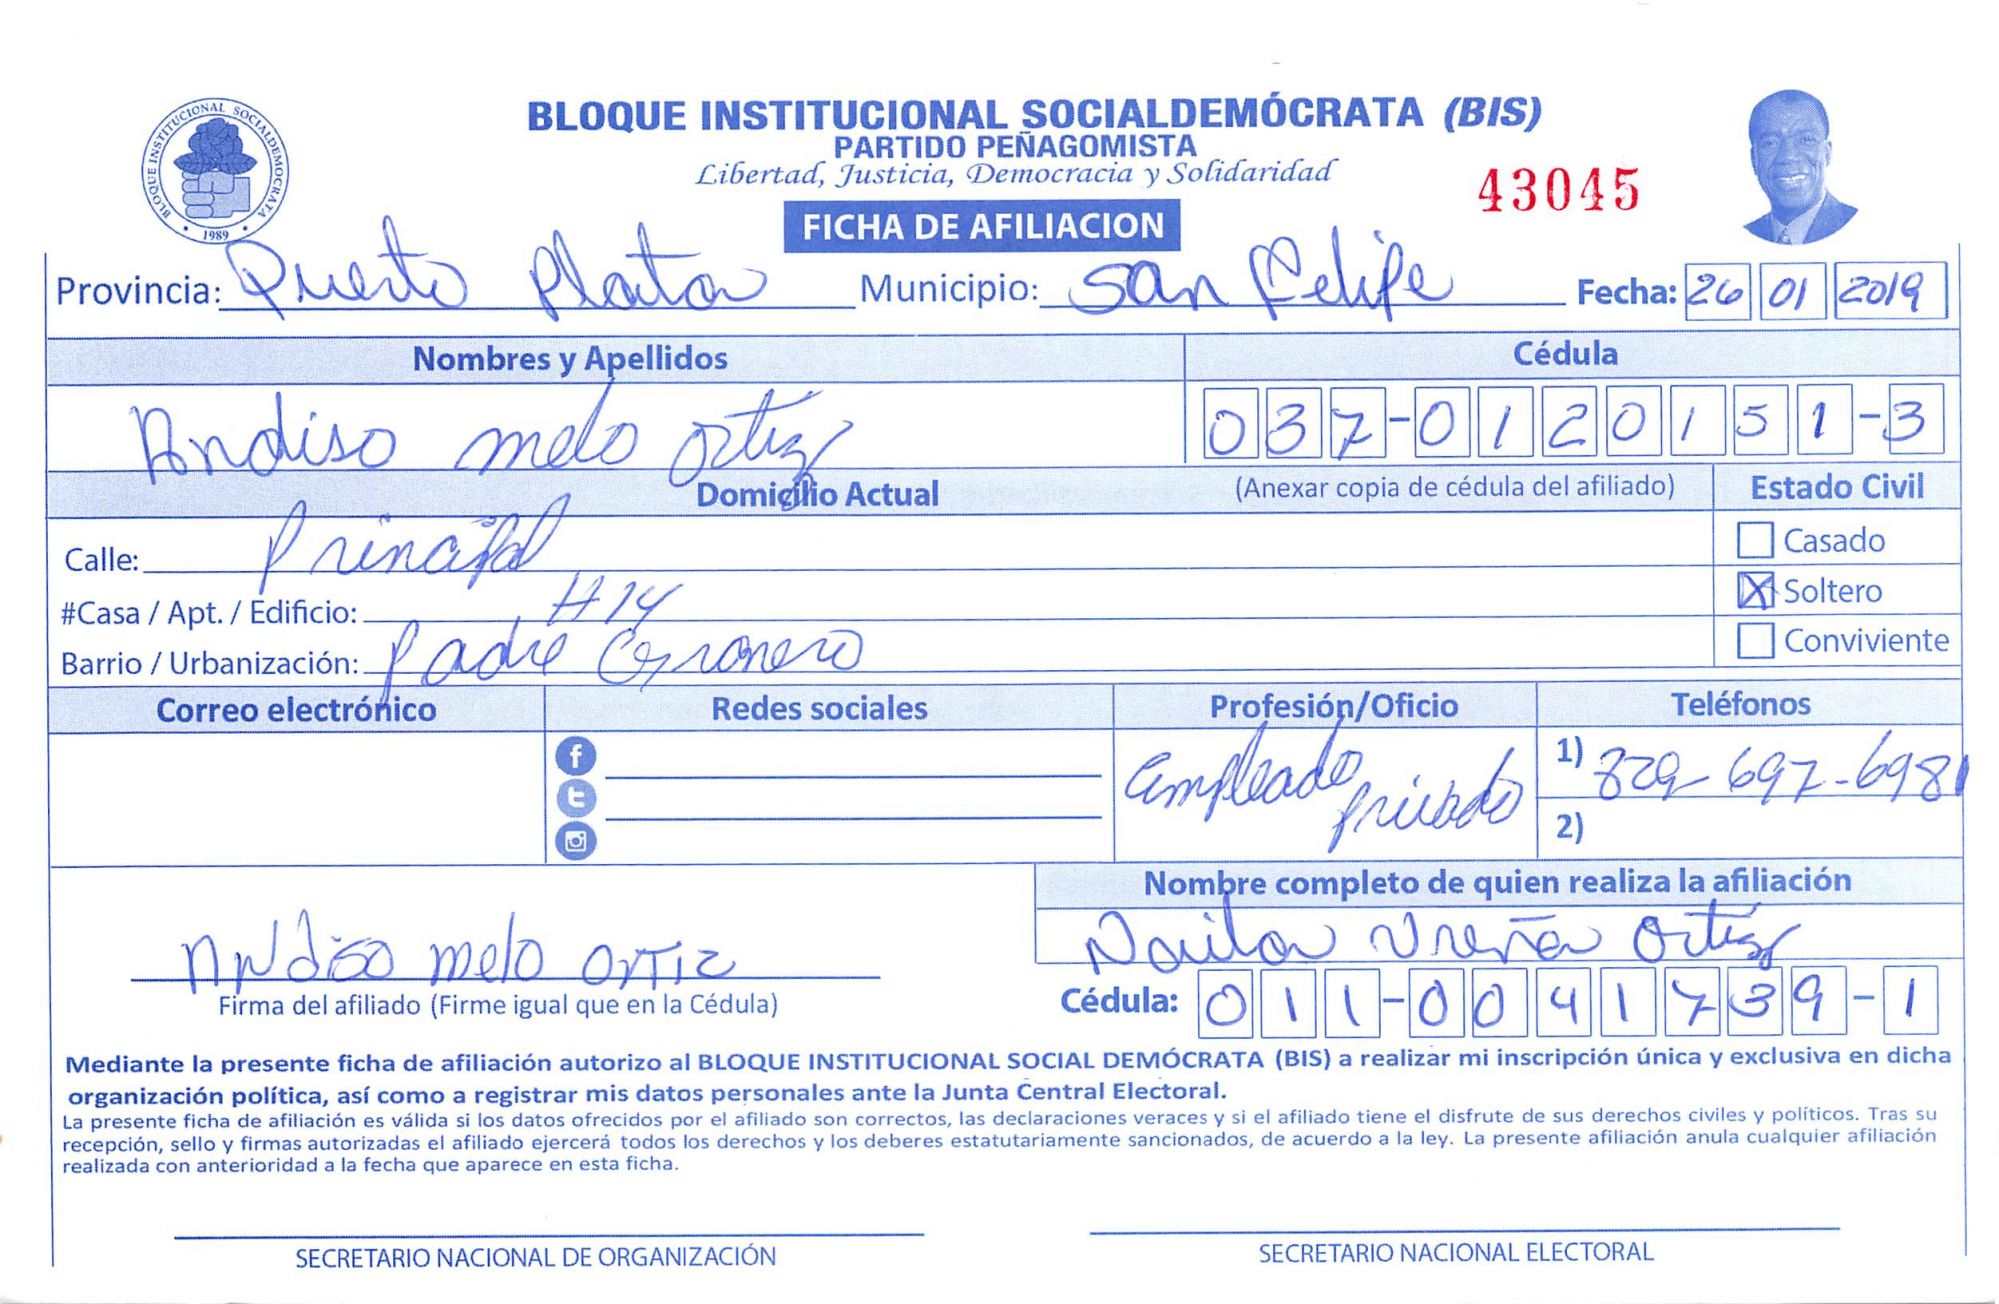 BLOQUE INSTITUCIONAL SOCIALDEMOCRATA
1989
BLOQUE INSTITUCIONAL SOCIALDEMÓCRATA (BIS)
PARTIDO PEÑAGOMISTA
Libertad, Justicia, Democracia y Solidaridad
43045
FICHA DE AFILIACION
Provincia: Puerto Plata Municipio: San Felipe Fecha: 26 01 2019
Nombres y Apellidos Cédula
Andiso melo ortiz 037-0120151-3
Domicilio Actual (Anexar copia de cédula del afiliado) Estado Civil
Calle: Principal Casado
#Casa / Apt. / Edificio: #14 X Soltero
Barrio / Urbanización: Padre Granero Conviviente
Correo electrónico Redes sociales Profesión/Oficio Teléfonos
Empleado privado 1) 829-697-6981
2)
Nombre completo de quien realiza la afiliación
Naila Ureña Ortiz
ANdiso melo ORTIZ
Firma del afiliado (Firme igual que en la Cédula) Cédula: 011-0041739-1
Mediante la presente ficha de afiliación autorizo al BLOQUE INSTITUCIONAL SOCIAL DEMÓCRATA (BIS) a realizar mi inscripción única y exclusiva en dicha
organización política, así como a registrar mis datos personales ante la Junta Central Electoral.
La presente ficha de afiliación es válida si los datos ofrecidos por el afiliado son correctos, las declaraciones veraces y si el afiliado tiene el disfrute de sus derechos civiles y políticos. Tras su
recepción, sello y firmas autorizadas el afiliado ejercerá todos los derechos y los deberes estatutariamente sancionados, de acuerdo a la ley. La presente afiliación anula cualquier afiliación
realizada con anterioridad a la fecha que aparece en esta ficha.
SECRETARIO NACIONAL DE ORGANIZACIÓN SECRETARIO NACIONAL ELECTORAL